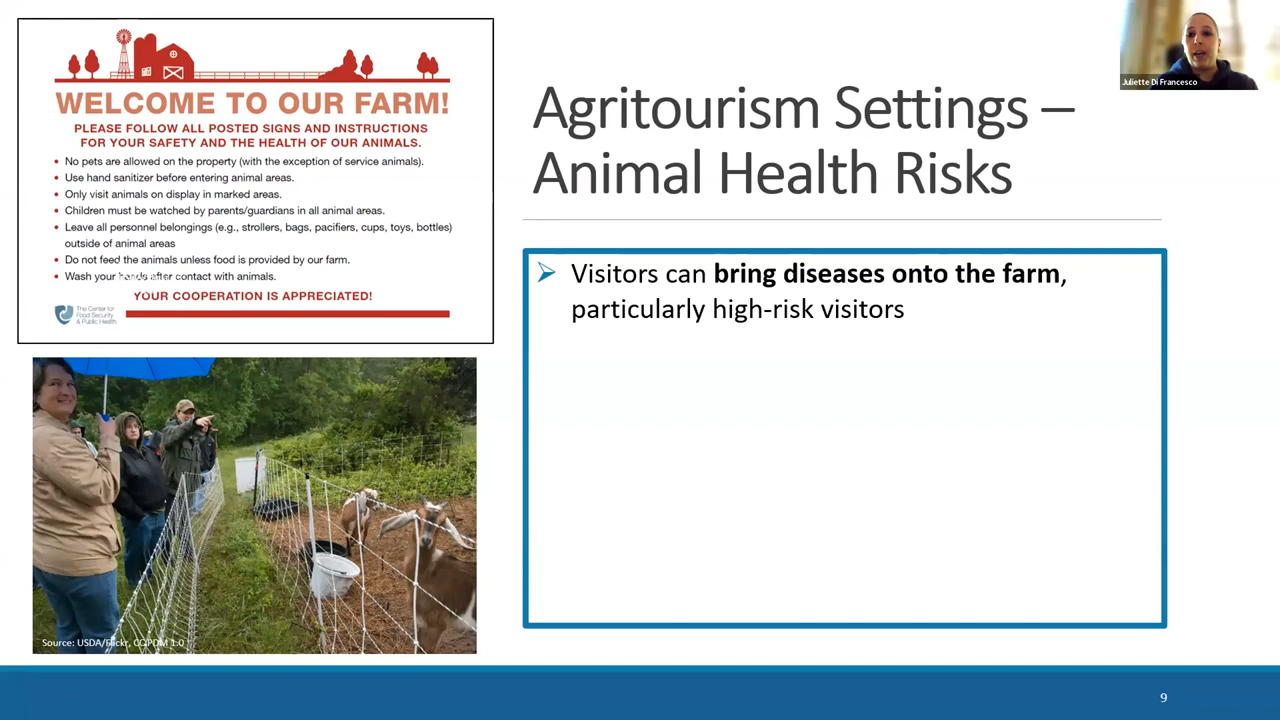 WELCOME TO OUR FARM!
PLEASE FOLLOW ALL POSTED SIGNS AND INSTRUCTIONS
FOR YOUR SAFETY AND THE HEALTH OF OUR ANIMALS.
• No pets are allowed on the property (with the exception of service animals).
• Use hand sanitizer before entering animal areas.
• Only visit animals on display in marked areas.
• Children must be watched by parents/guardians in all animal areas.
• Leave all personnel belongings (e.g., strollers, bags, pacifiers, cups, toys, bottles)
outside of animal areas
• Do not feed the animals unless food is provided by our farm.
• Wash your hands after contact with animals.
YOUR COOPERATION IS APPRECIATED!
The Center for
Food Security
& Public Health
Source: USDA/Flickr, CC PDM 1.0
Juliette Di Francesco
Agritourism Settings –
Animal Health Risks
Visitors can bring diseases onto the farm,
particularly high-risk visitors
9